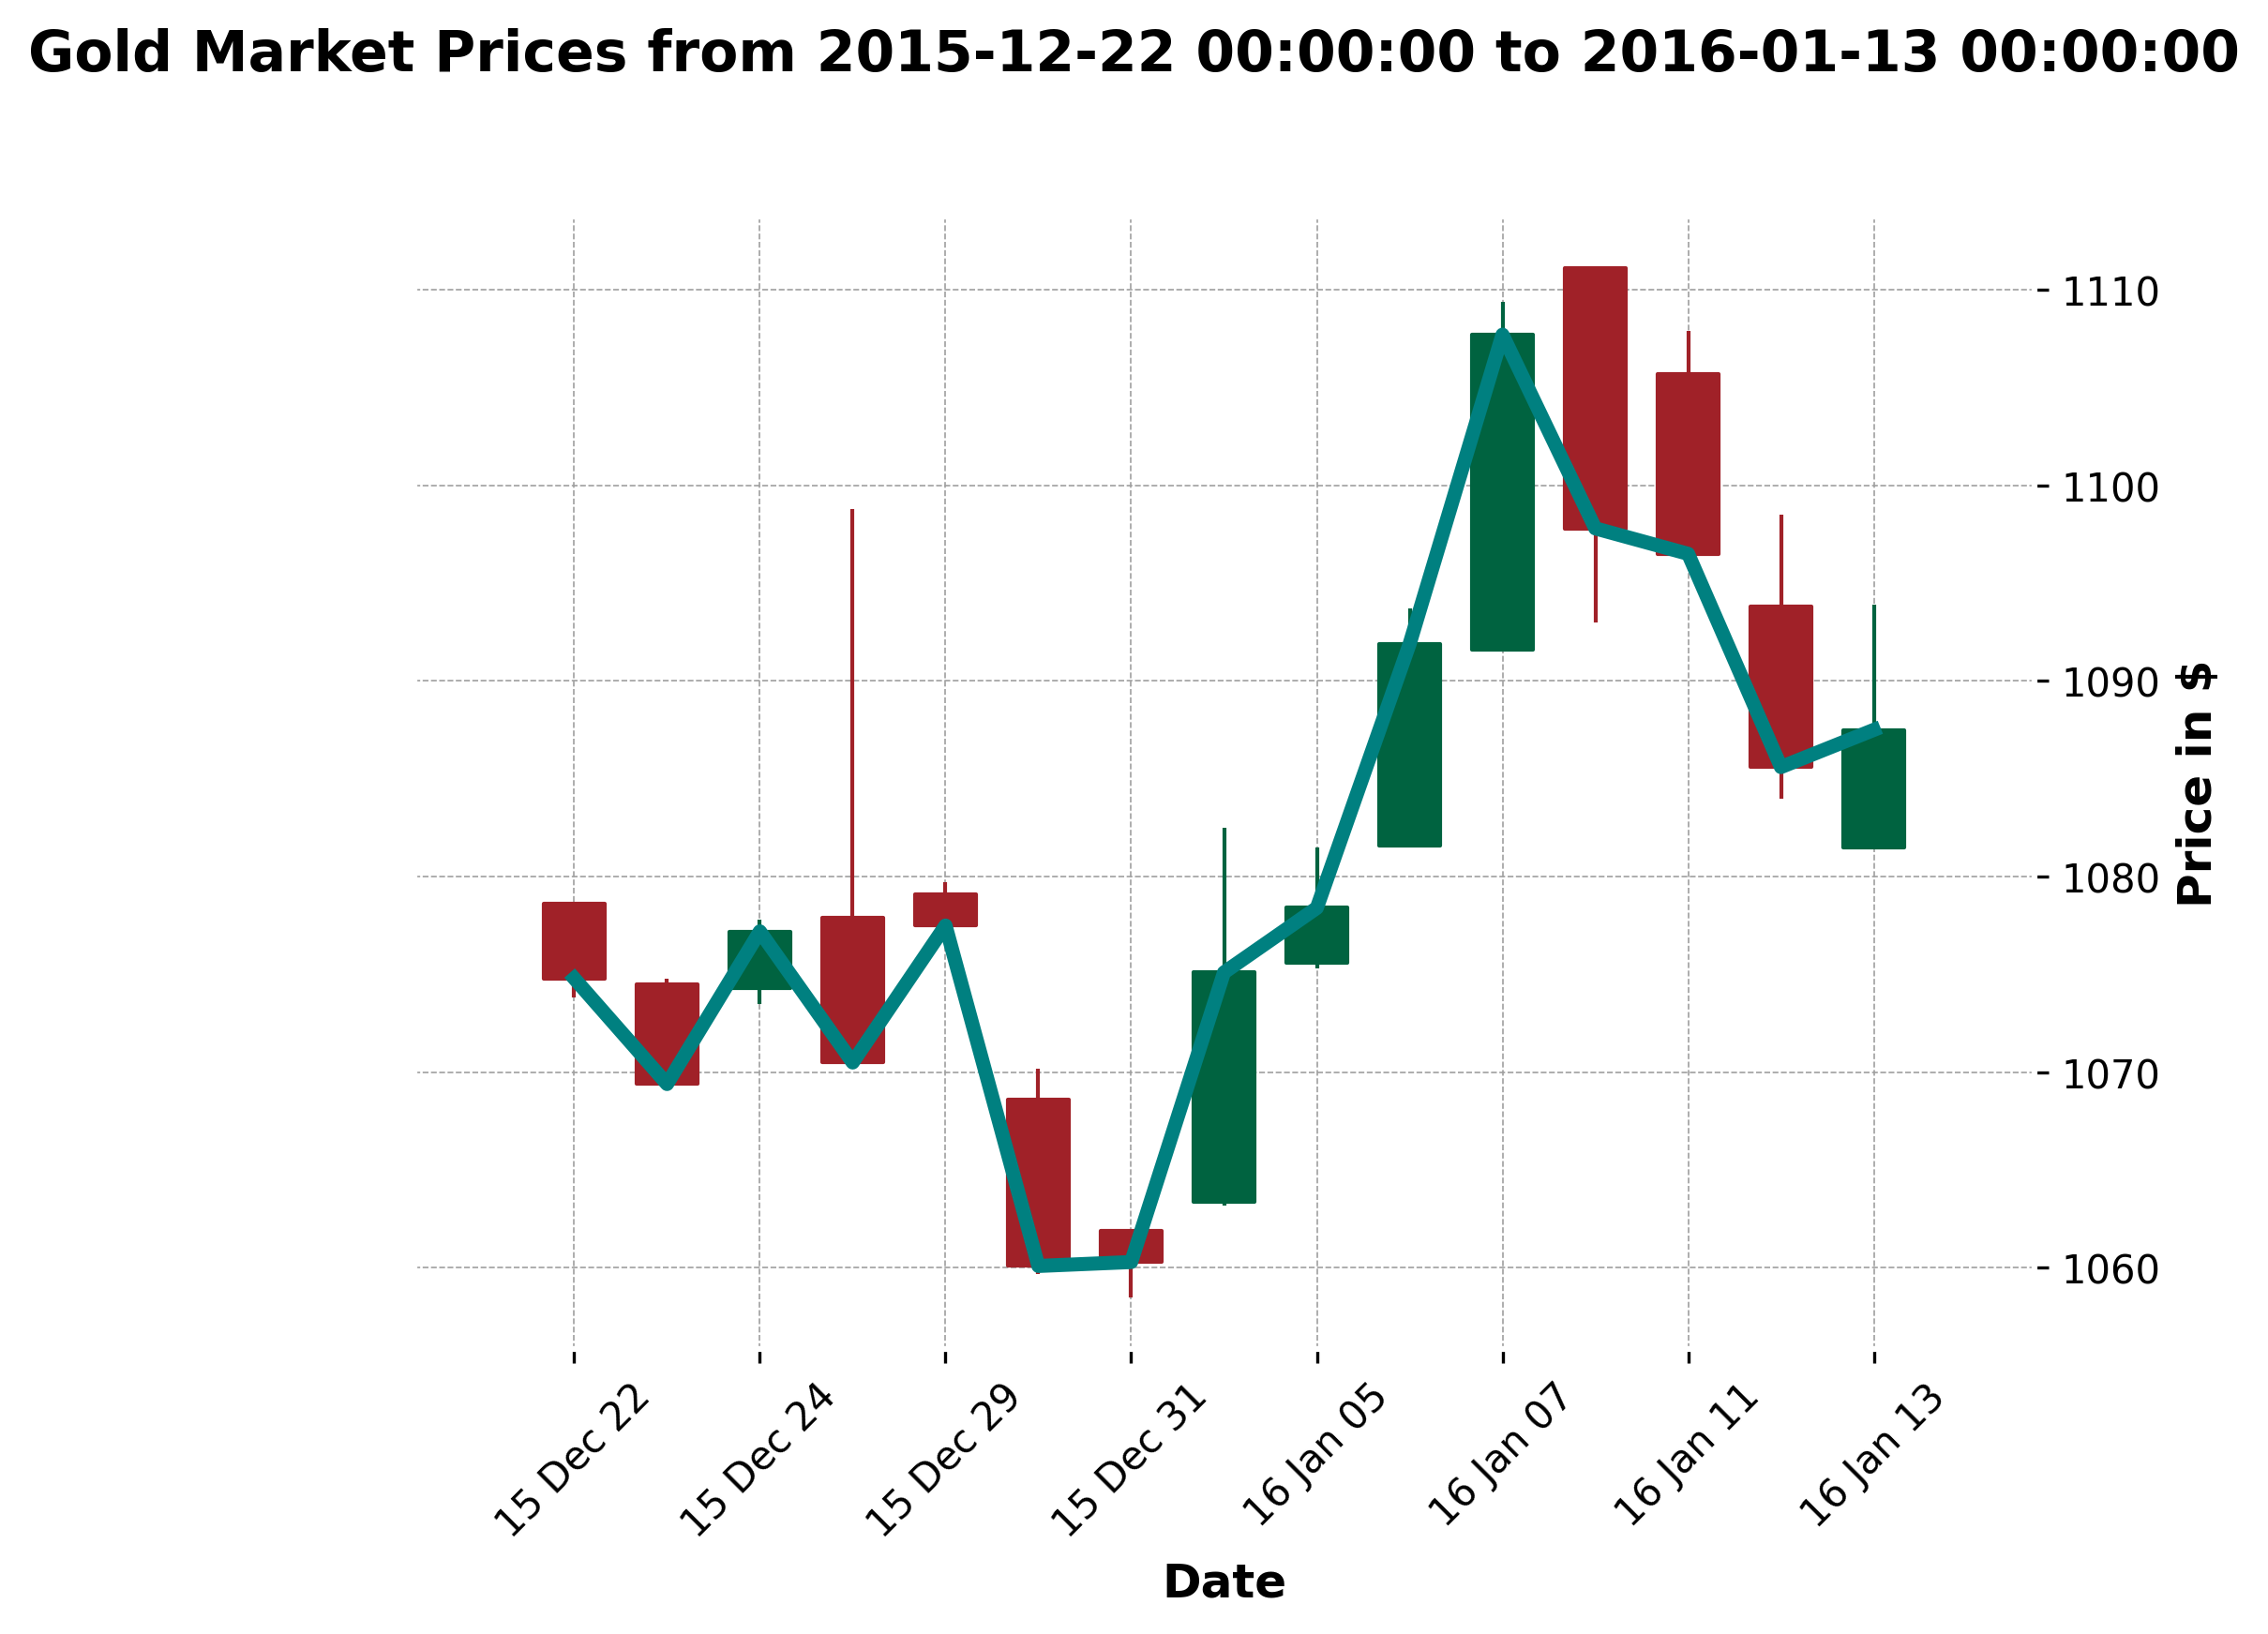 Gold Market Prices from 2015-12-22 00:00:00 to 2016-01-13 00:00:00
1110
1100
1090
1080
1070
1060
Price in $
15 Dec 22
15 Dec 24
15 Dec 29
15 Dec 31
16 Jan 05
16 Jan 07
16 Jan 11
16 Jan 13
Date